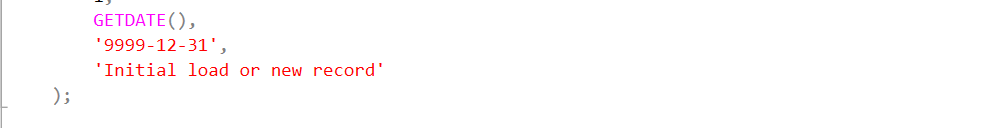 GETDATE(),
'9999-12-31',
'Initial load or new record'
);